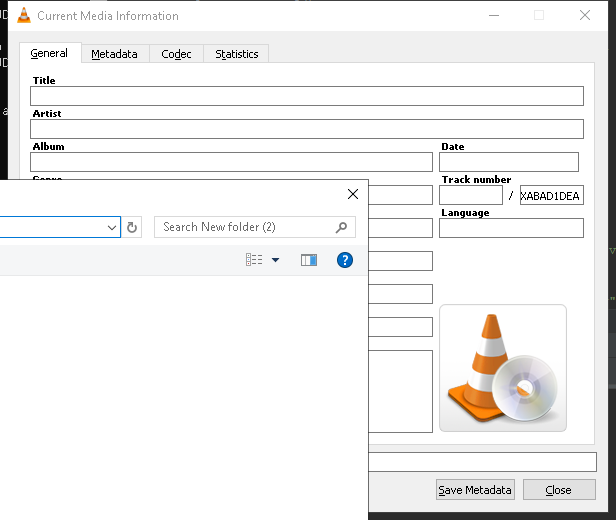 Current Media Information
General Metadata Codec Statistics
Title
Artist
Album Date
Genre Track number
/ XABAD1DEA
Language
Search New folder (2)
?
Save Metadata Close